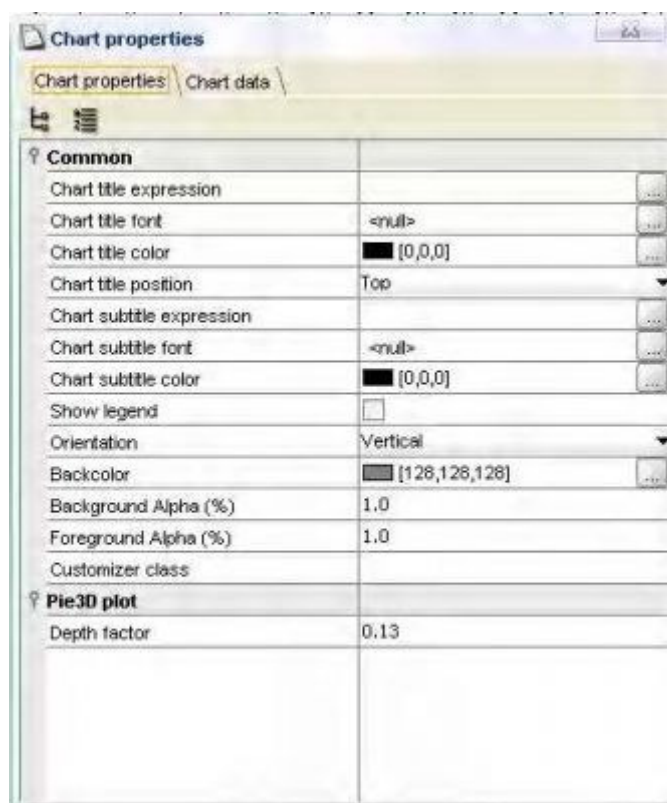 Chart properties
Chart properties Chart data
Common
Chart title expression ...
Chart title font <null> ...
Chart title color [0,0,0] ...
Chart title position Top
Chart subtitle expression ...
Chart subtitle font <null> ...
Chart subtitle color [0,0,0] ...
Show legend
Orientation Vertical
Backcolor [128,128,128] ...
Background Alpha (%) 1.0
Foreground Alpha (%) 1.0
Customizer class
Pie3D plot
Depth factor 0.13